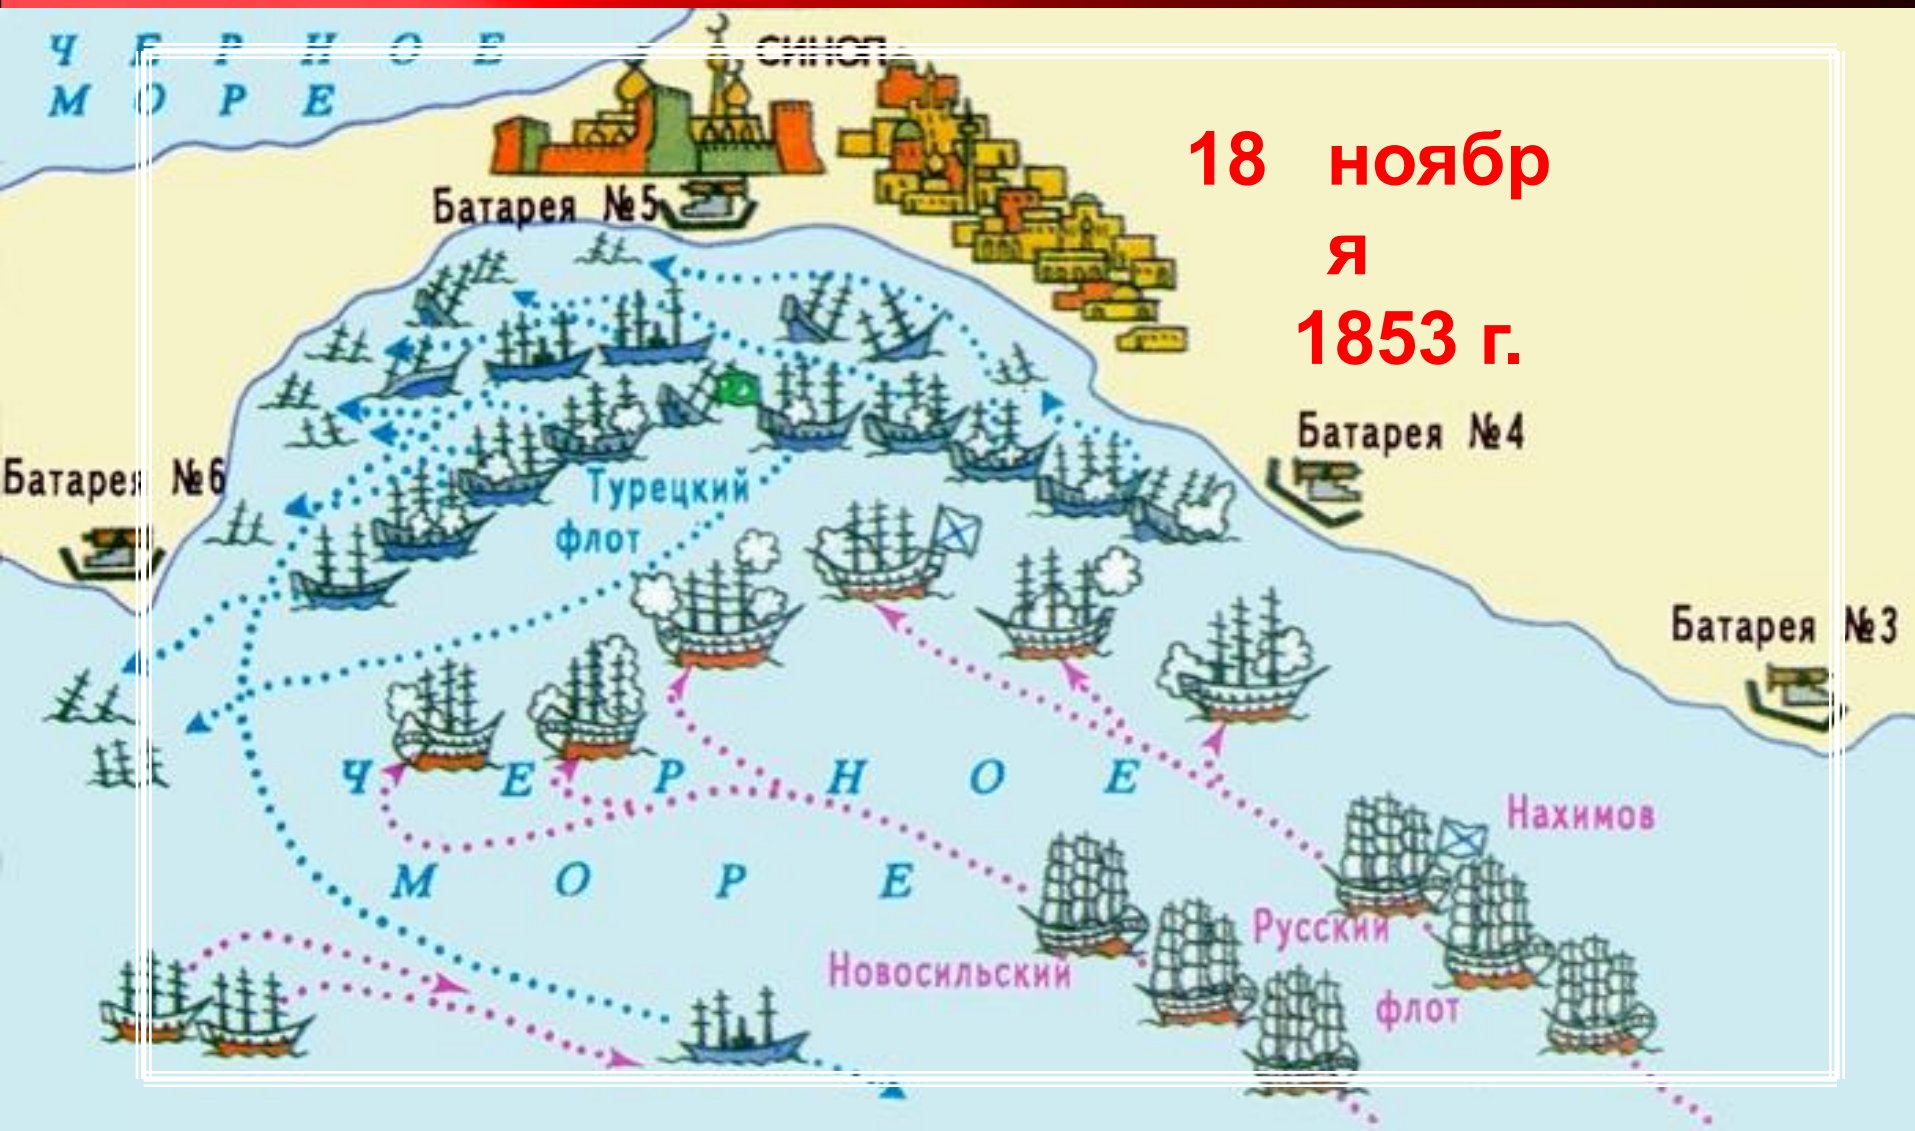 Ч Е Р Н О Е
М О Р Е
СИНОП
18 ноябр
я
1853 г.
Батарея №5
Батарея №4
Батарея №6
Турецкий
флот
Батарея №3
Ч Е Р Н О Е
Нахимов
М О Р Е
Русский
Новосильский
флот